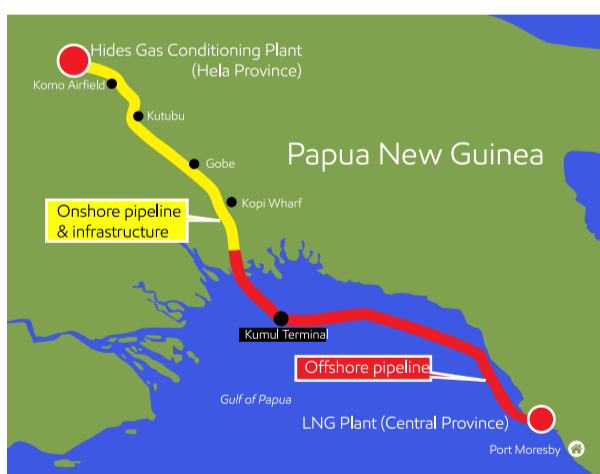 Hides Gas Conditioning Plant
(Hela Province)
Komo Airfield
Kutubu
Gobe
Papua New Guinea
Kopi Wharf
Onshore pipeline
& infrastructure
Kumul Terminal
Offshore pipeline
Gulf of Papua
LNG Plant (Central Province)
Port Moresby